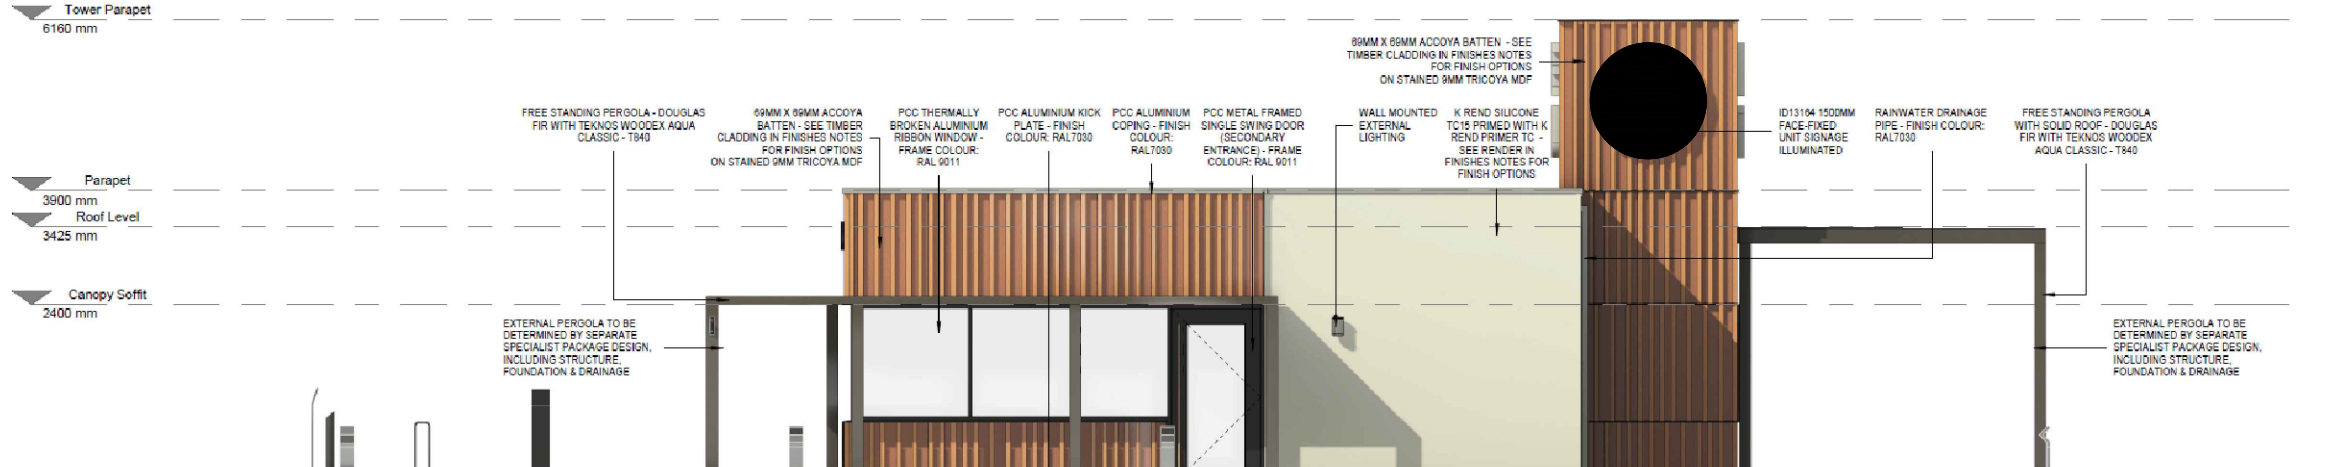 Tower Parapet
6160 mm
Parapet
3900 mm
Roof Level
3425 mm
Canopy Soffit
2400 mm
FREE STANDING PERGOLA - DOUGLAS
FIR WITH TEKNOS WOODEX AQUA
CLASSIC - T840
69MM X 69MM ACCOYA
BATTEN - SEE TIMBER
CLADDING IN FINISHES NOTES
FOR FINISH OPTIONS
ON STAINED 9MM TRICOYA MDF
PCC THERMALLY
BROKEN ALUMINIUM
RIBBON WINDOW -
FRAME COLOUR:
RAL 9011
PCC ALUMINIUM KICK
PLATE - FINISH
COLOUR: RAL7030
PCC ALUMINIUM
COPING - FINISH
COLOUR:
RAL7030
PCC METAL FRAMED
SINGLE SWING DOOR
(SECONDARY
ENTRANCE) - FRAME
COLOUR: RAL 9011
WALL MOUNTED
EXTERNAL
LIGHTING
K REND SILICONE
TC15 PRIMED WITH K
REND PRIMER TC -
SEE RENDER IN
FINISHES NOTES FOR
FINISH OPTIONS
69MM X 69MM ACCOYA BATTEN - SEE
TIMBER CLADDING IN FINISHES NOTES
FOR FINISH OPTIONS
ON STAINED 9MM TRICOYA MDF
ID13164 1500MM
FACE-FIXED
UNIT SIGNAGE
ILLUMINATED
RAINWATER DRAINAGE
PIPE - FINISH COLOUR:
RAL7030
FREE STANDING PERGOLA
WITH SOLID ROOF - DOUGLAS
FIR WITH TEKNOS WOODEX
AQUA CLASSIC - T840
EXTERNAL PERGOLA TO BE
DETERMINED BY SEPARATE
SPECIALIST PACKAGE DESIGN,
INCLUDING STRUCTURE,
FOUNDATION & DRAINAGE
EXTERNAL PERGOLA TO BE
DETERMINED BY SEPARATE
SPECIALIST PACKAGE DESIGN,
INCLUDING STRUCTURE,
FOUNDATION & DRAINAGE